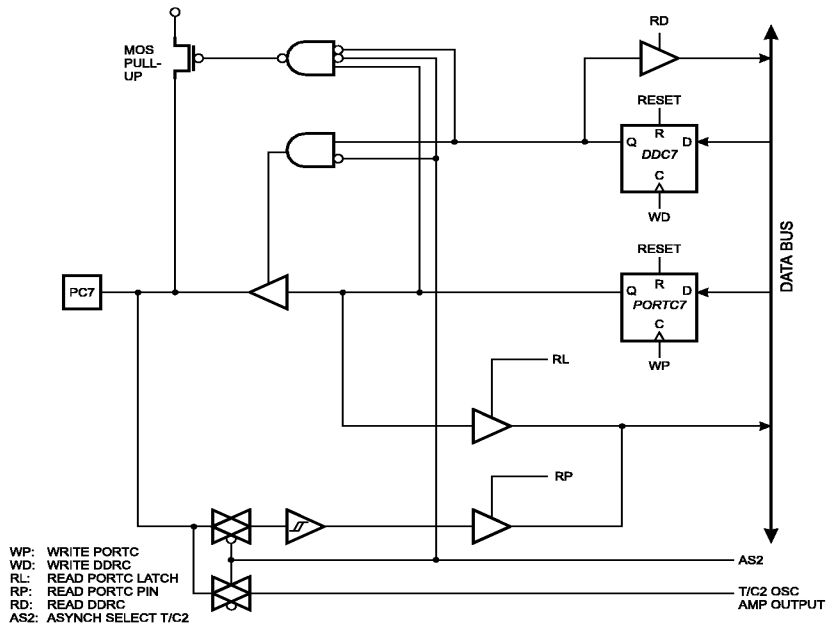 RD
MOS
PULL-
UP
RESET
R
Q
D
DDC7
C
WD
DATA BUS
RESET
PC7
R
Q
D
PORTC7
C
WP
RL
RP
WP: WRITE PORTC
WD: WRITE DDRC
RL: READ PORTC LATCH
RP: READ PORTC PIN
RD: READ DDRC
AS2: ASYNCH SELECT T/C2
AS2
T/C2 OSC
AMP OUTPUT